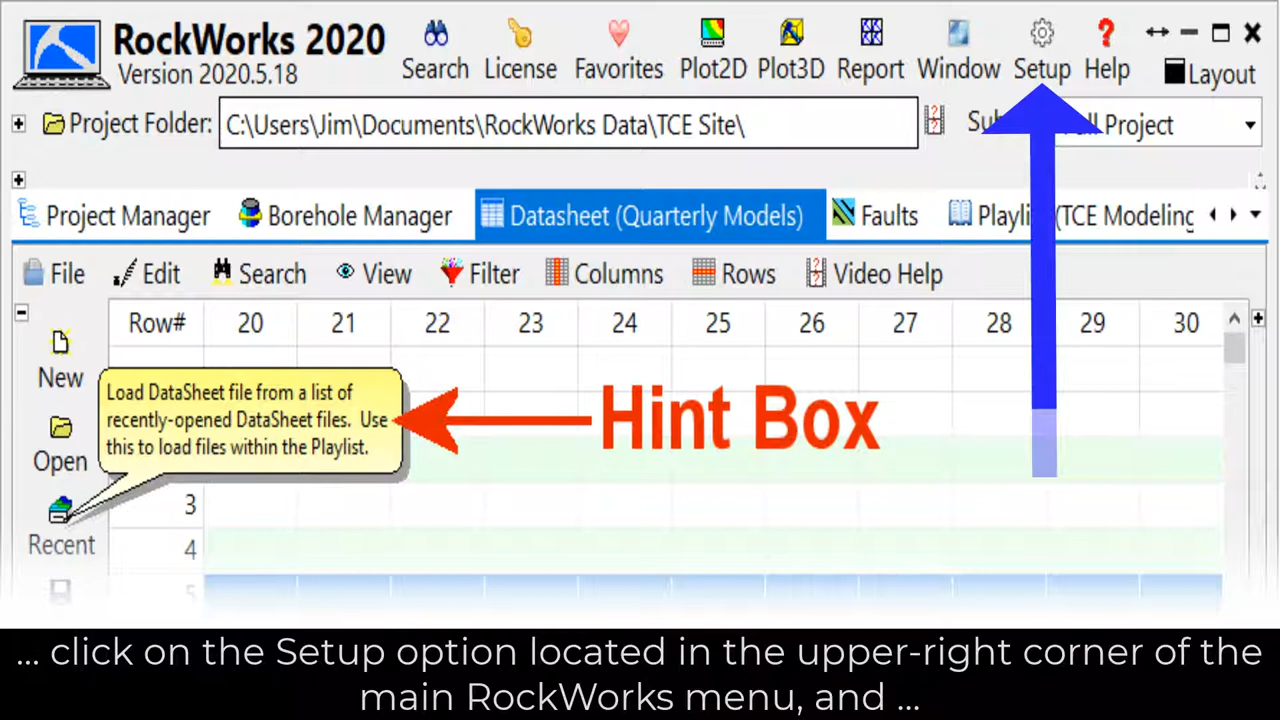 RockWorks 2020
Version 2020.5.18
Search License Favorites Plot2D Plot3D Report Window Setup Help Layout
Project Folder: C:\Users\Jim\Documents\RockWorks Data\TCE Site\
Project
Project Manager Borehole Manager Datasheet (Quarterly Models) Faults (TCE Modeling
File Edit Search View Filter Columns Rows Video Help
Row# 20 21 22 23 24 25 26 27 28 29 30
New
Load DataSheet file from a list of
recently-opened DataSheet files. Use
this to load files within the Playlist.
Hint Box
Open
3
Recent
4
5
... click on the Setup option located in the upper-right corner of the
main RockWorks menu, and ...